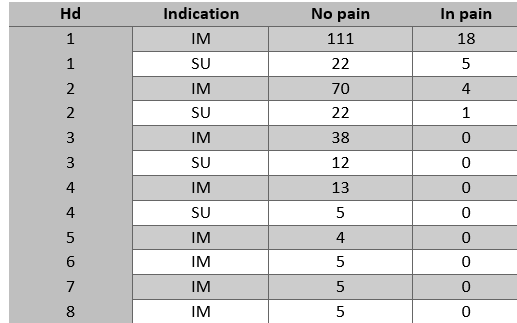 Hd Indication No pain In pain
1 IM 111 18
1 SU 22 5
2 IM 70 4
2 SU 22 1
3 IM 38 0
3 SU 12 0
4 IM 13 0
4 SU 5 0
5 IM 4 0
6 IM 5 0
7 IM 5 0
8 IM 5 0